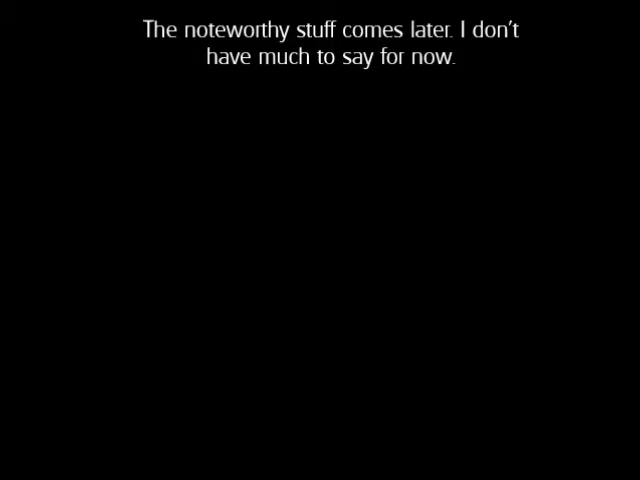 The noteworthy stuff comes later. I don't
have much to say for now.